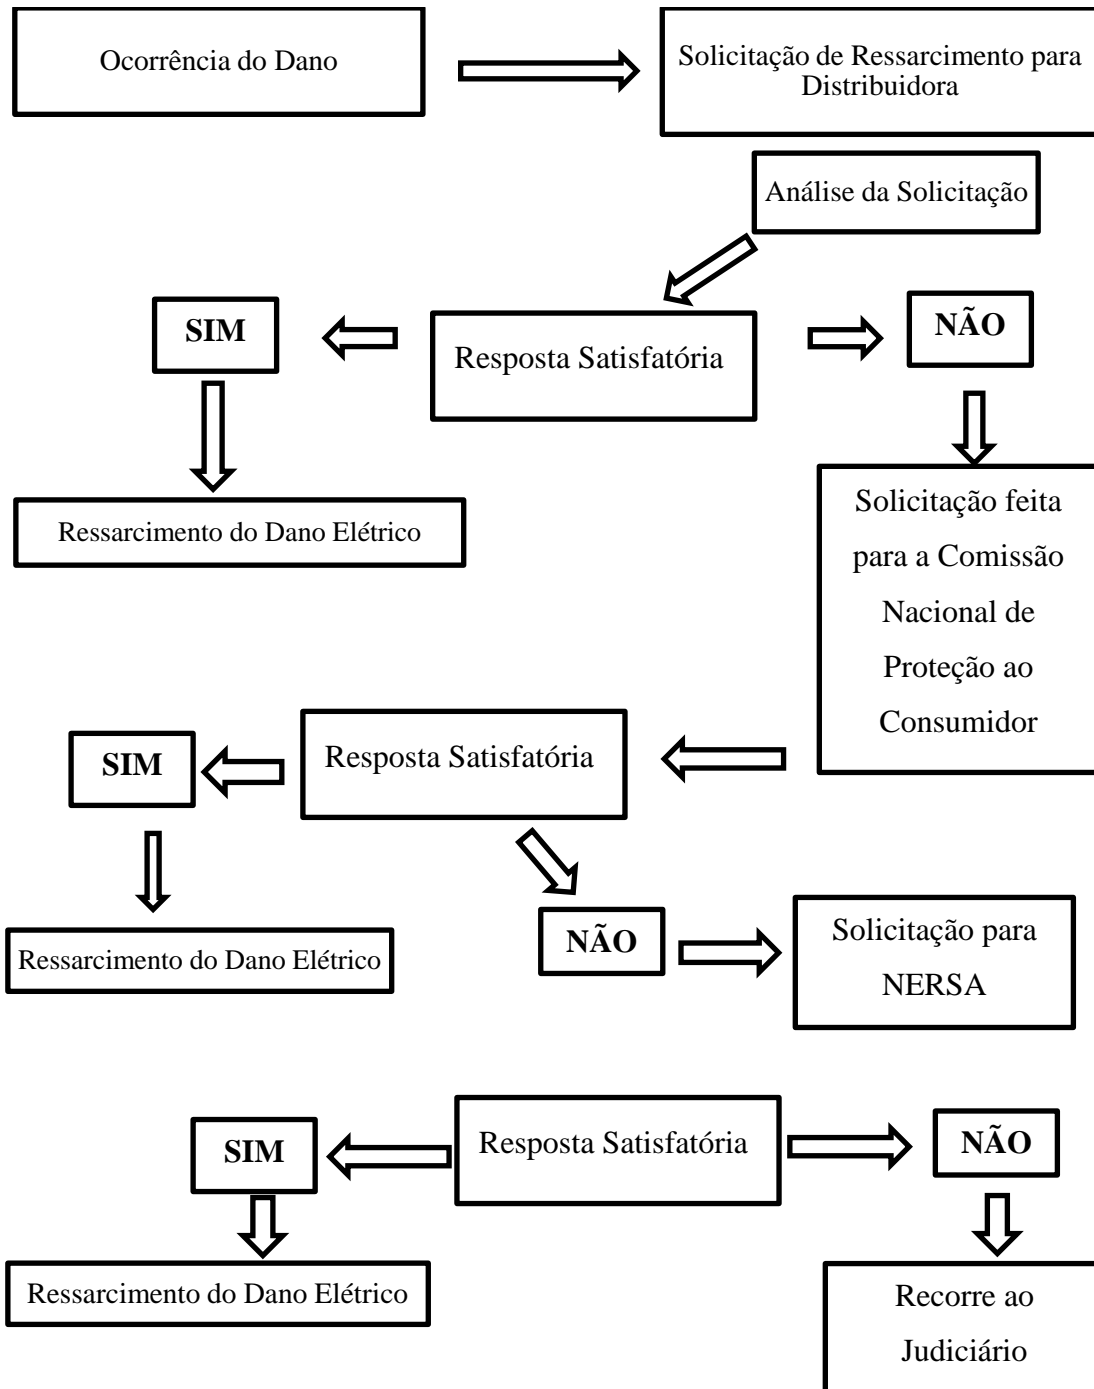 Ocorrência do Dano
Solicitação de Ressarcimento para
Distribuidora
Análise da Solicitação
SIM
Resposta Satisfatória
NÃO
Ressarcimento do Dano Elétrico
Solicitação feita
para a Comissão
Nacional de
Proteção ao
Consumidor
SIM
Resposta Satisfatória
Ressarcimento do Dano Elétrico
NÃO
Solicitação para
NERSA
SIM
Resposta Satisfatória
NÃO
Ressarcimento do Dano Elétrico
Recorre ao
Judiciário